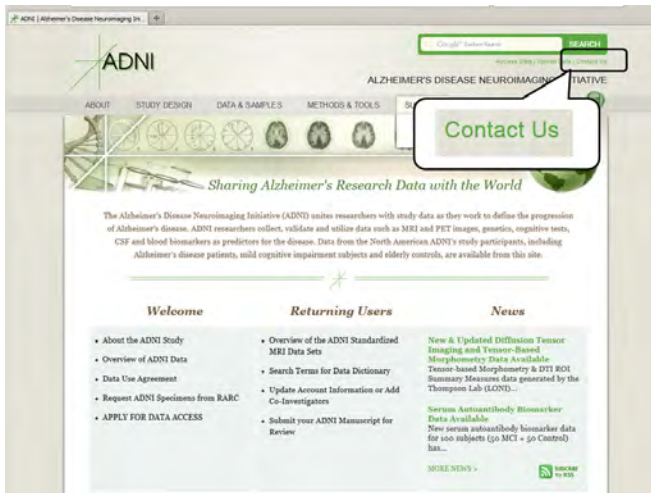 ADNI | Alzheimer's Disease Neuroimaging In...
ADNI
SEARCH
Contact Us
ALZHEIMER'S DISEASE NEUROIMAGING
ABOUT STUDY DESIGN DATA & SAMPLES METHODS & TOOLS
Contact Us
Sharing Alzheimer's Research Data with the World
The Alzheimer's Disease Neuroimaging Initiative (ADNI) unites researchers with study data as they work to define the progression
of Alzheimer's disease. ADNI researchers collect, validate and utilize data such as MRI and PET images, genetics, cognitive tests,
CSF and blood biomarkers as predictors for the disease. Data from the North American ADNI's study participants, including
Alzheimer's disease patients, mild cognitive impairment subjects and elderly controls, are available from this site.
Welcome
• About the ADNI Study
• Overview of ADNI Data
• Data Use Agreement
• Request ADNI Specimens from RARC
• APPLY FOR DATA ACCESS
Returning Users
• Overview of the ADNI Standardized
MRI Data Sets
• Search Terms for Data Dictionary
• Update Account Information or Add
Co-Investigators
• Submit your ADNI Manuscript for
Review
News
New & Updated Diffusion Tensor
Imaging and Tensor-Based
Morphometry Data Available
Tensor-based Morphometry & DTI ROI
Summary Measures data generated by the
Thompson Lab (LONI)...
Serum Autoantibody Biomarker
Data Available
New serum autoantibody biomarker data
for 100 subjects (50 MCI + 50 Control)
has...
MORE NEWS »
SUBSCRIBE
by RSS